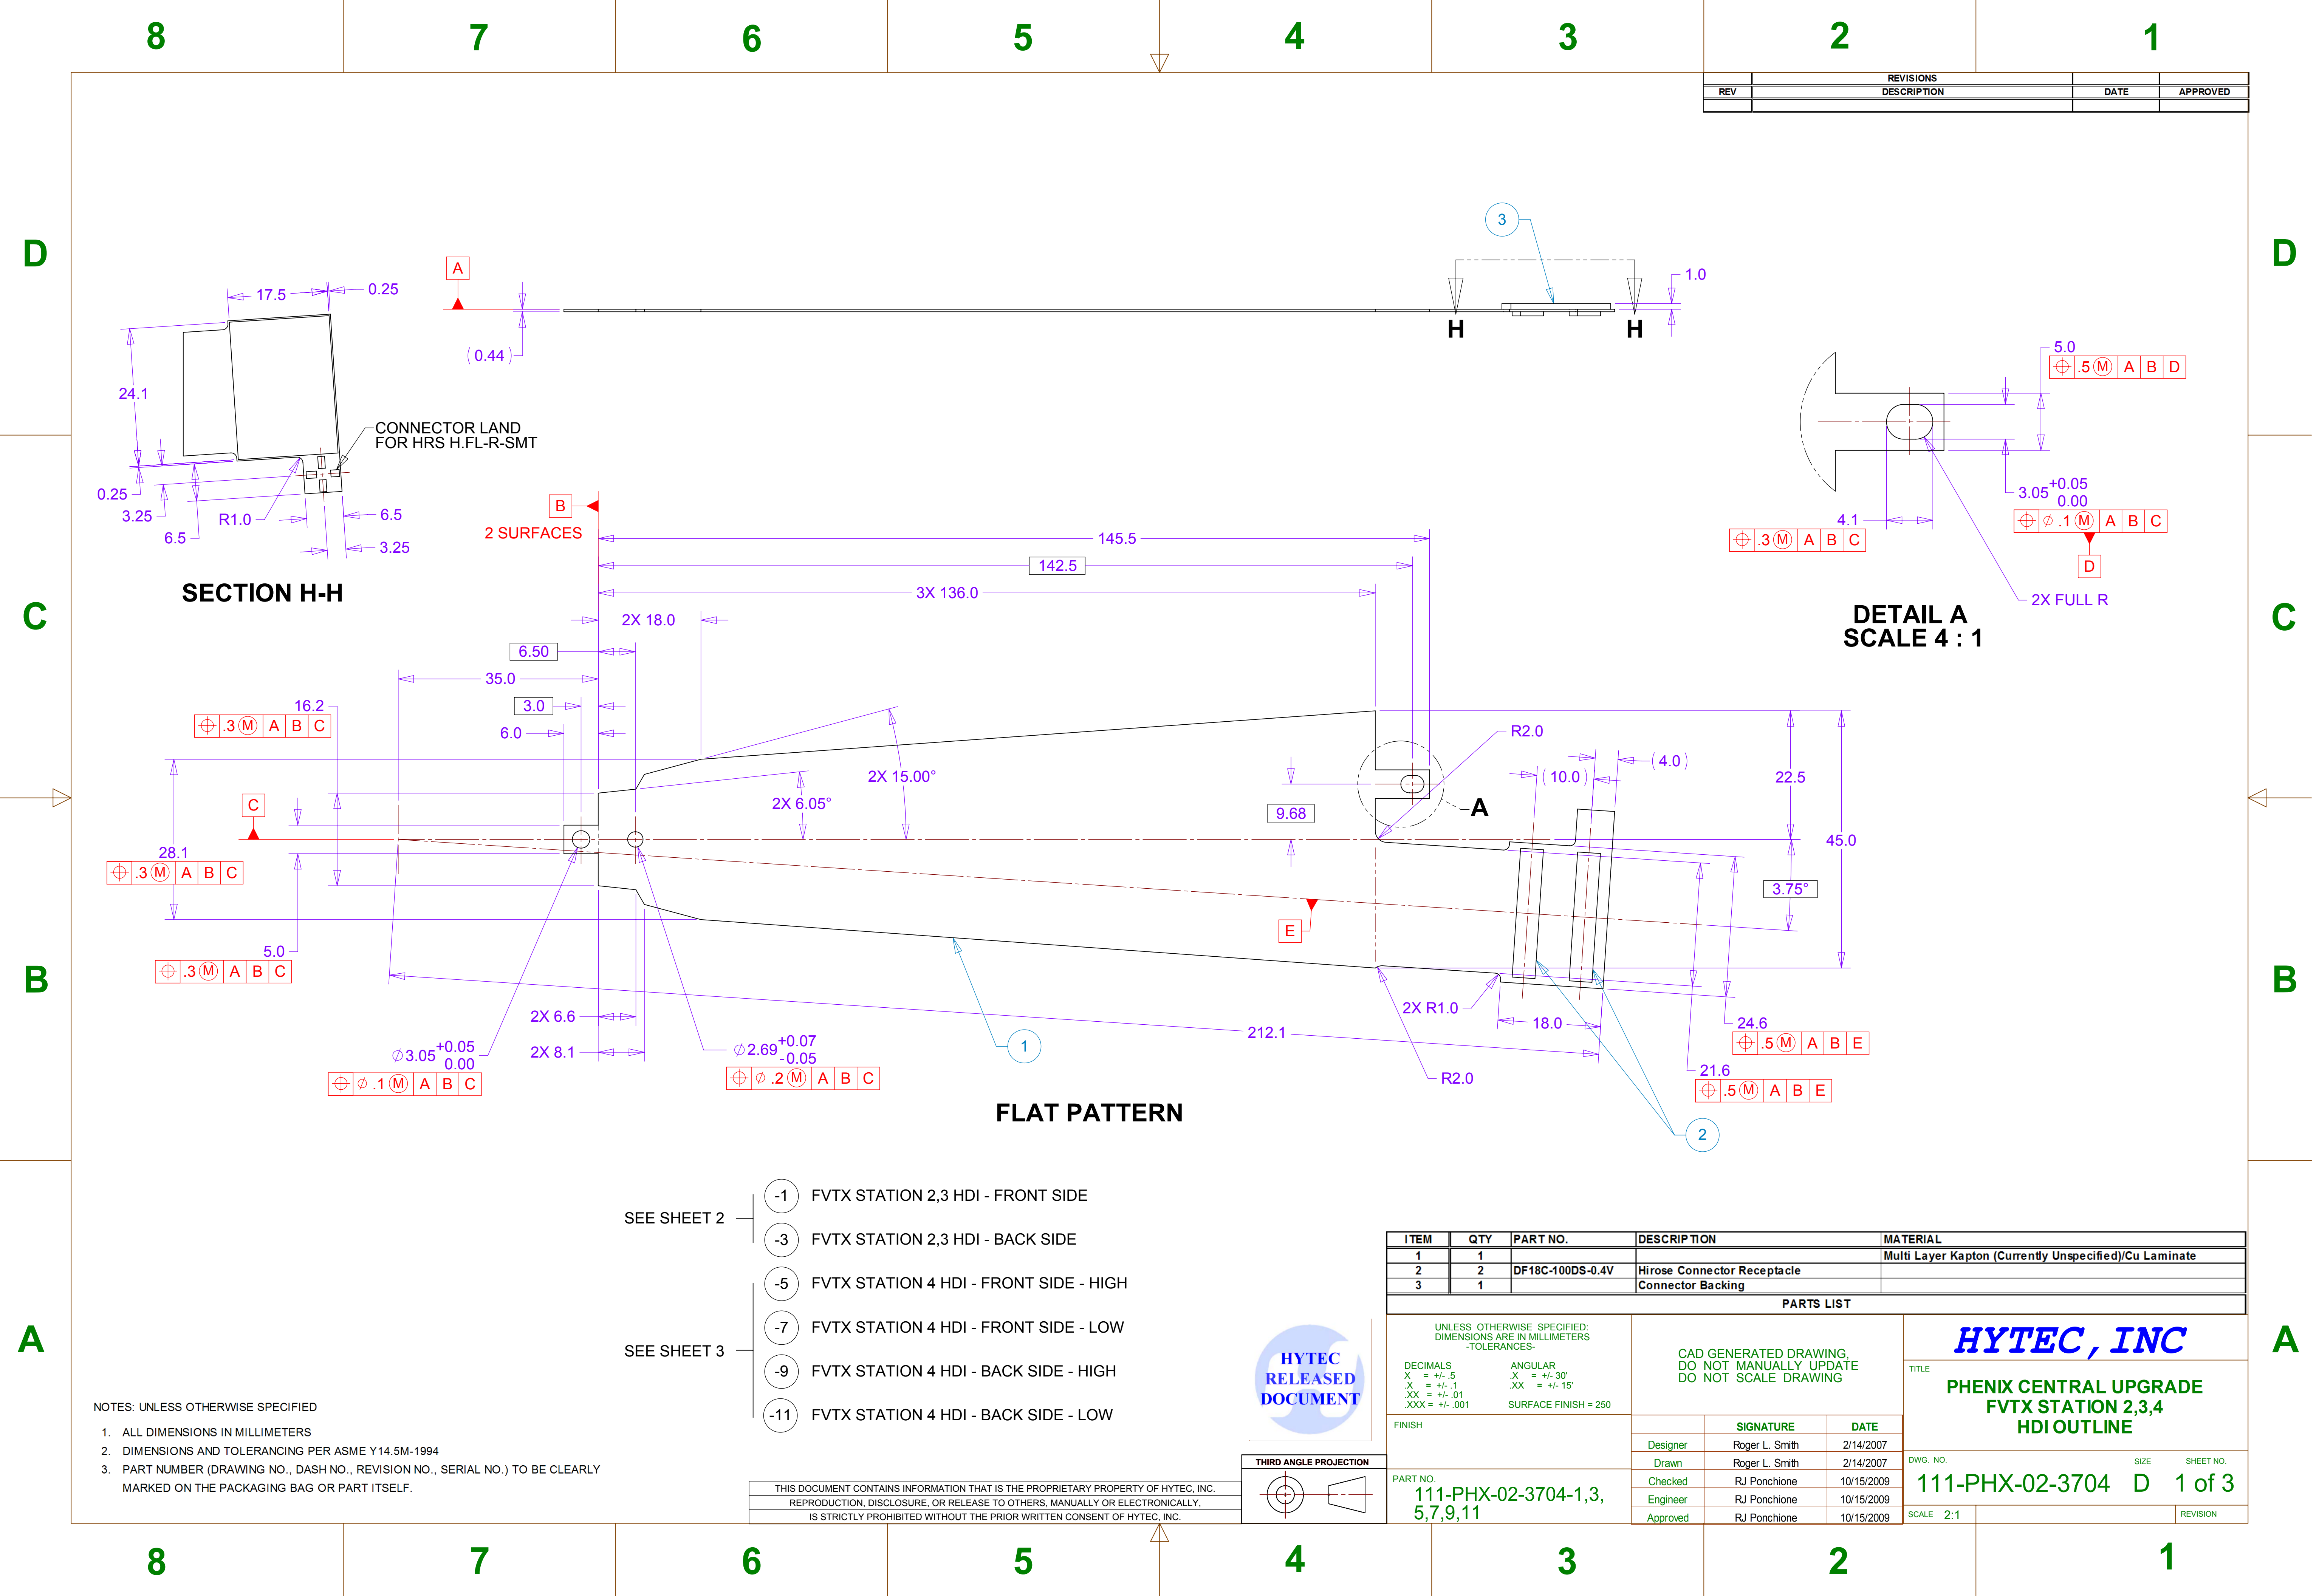 8 7 6 5 4 3 2 1
REVISIONS
REV DESCRIPTION DATE APPROVED
D D
3
1.0
H H
A
(0.44)
17.5 0.25
24.1
CONNECTOR LAND
FOR HRS H.FL-R-SMT
0.25
3.25
6.5
R1.0
6.5
3.25
SECTION H-H
5.0
⌖ .5 Ⓜ A B D
3.05 +0.05
0.00
⌖ ∅ .1 Ⓜ A B C
D
4.1
⌖ .3 Ⓜ A B C
2X FULL R
DETAIL A
SCALE 4 : 1
C C
B
2 SURFACES
145.5
142.5
3X 136.0
2X 18.0
6.50
35.0
3.0
6.0
16.2
⌖ .3 Ⓜ A B C
C
28.1
⌖ .3 Ⓜ A B C
5.0
⌖ .3 Ⓜ A B C
2X 15.00°
2X 6.05°
R2.0
(10.0)
(4.0)
22.5
9.68
A
45.0
3.75°
E
B B
2X 6.6
2X 8.1
∅3.05 +0.05
0.00
⌖ ∅ .1 Ⓜ A B C
∅2.69 +0.07
-0.05
⌖ ∅ .2 Ⓜ A B C
1
212.1
2X R1.0
18.0
R2.0
24.6
⌖ .5 Ⓜ A B E
21.6
⌖ .5 Ⓜ A B E
2
FLAT PATTERN
SEE SHEET 2
-1 FVTX STATION 2,3 HDI - FRONT SIDE
-3 FVTX STATION 2,3 HDI - BACK SIDE
SEE SHEET 3
-5 FVTX STATION 4 HDI - FRONT SIDE - HIGH
-7 FVTX STATION 4 HDI - FRONT SIDE - LOW
-9 FVTX STATION 4 HDI - BACK SIDE - HIGH
-11 FVTX STATION 4 HDI - BACK SIDE - LOW
A A
NOTES: UNLESS OTHERWISE SPECIFIED
1. ALL DIMENSIONS IN MILLIMETERS
2. DIMENSIONS AND TOLERANCING PER ASME Y14.5M-1994
3. PART NUMBER (DRAWING NO., DASH NO., REVISION NO., SERIAL NO.) TO BE CLEARLY
MARKED ON THE PACKAGING BAG OR PART ITSELF.
HYTEC
RELEASED
DOCUMENT
THIRD ANGLE PROJECTION
THIS DOCUMENT CONTAINS INFORMATION THAT IS THE PROPRIETARY PROPERTY OF HYTEC, INC.
REPRODUCTION, DISCLOSURE, OR RELEASE TO OTHERS, MANUALLY OR ELECTRONICALLY,
IS STRICTLY PROHIBITED WITHOUT THE PRIOR WRITTEN CONSENT OF HYTEC, INC.
ITEM QTY PART NO. DESCRIPTION MATERIAL
1 1 Multi Layer Kapton (Currently Unspecified)/Cu Laminate
2 2 DF18C-100DS-0.4V Hirose Connector Receptacle
3 1 Connector Backing
PARTS LIST
UNLESS OTHERWISE SPECIFIED:
DIMENSIONS ARE IN MILLIMETERS
-TOLERANCES-
DECIMALS ANGULAR
X = +/- .5 .X = +/- 30'
.X = +/- .1 .XX = +/- 15'
.XX = +/- .01
.XXX = +/- .001 SURFACE FINISH = 250
FINISH
PART NO.
111-PHX-02-3704-1,3,
5,7,9,11
CAD GENERATED DRAWING,
DO NOT MANUALLY UPDATE
DO NOT SCALE DRAWING
SIGNATURE DATE
Designer Roger L. Smith 2/14/2007
Drawn Roger L. Smith 2/14/2007
Checked RJ Ponchione 10/15/2009
Engineer RJ Ponchione 10/15/2009
Approved RJ Ponchione 10/15/2009
HYTEC, INC
TITLE
PHENIX CENTRAL UPGRADE
FVTX STATION 2,3,4
HDI OUTLINE
DWG. NO. SIZE SHEET NO.
111-PHX-02-3704 D 1 of 3
SCALE 2:1 REVISION
8 7 6 5 4 3 2 1